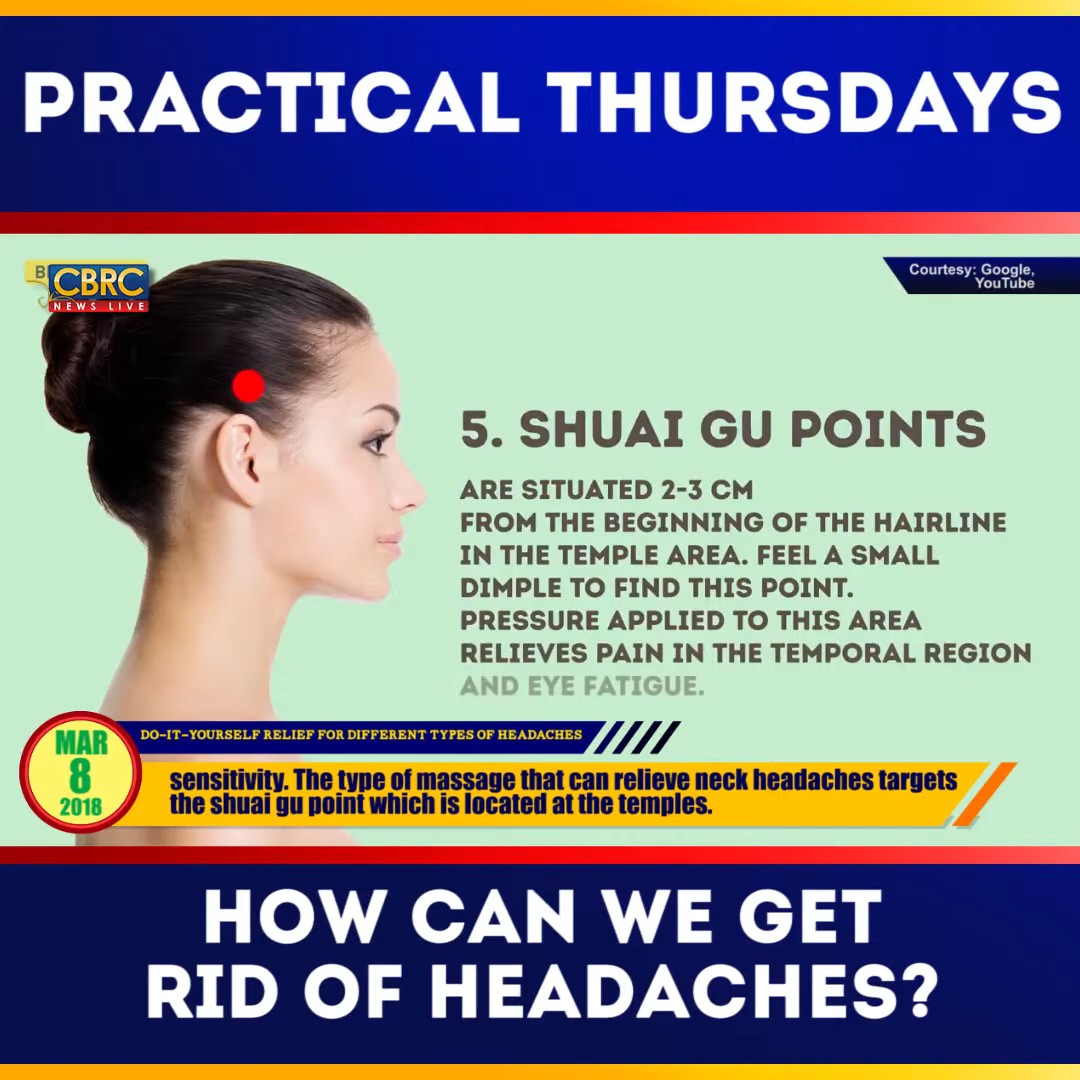 PRACTICAL THURSDAYS
B
CBRC
NEWS LIVE
Courtesy: Google,
YouTube
5. SHUAI GU POINTS
ARE SITUATED 2-3 CM
FROM THE BEGINNING OF THE HAIRLINE
IN THE TEMPLE AREA. FEEL A SMALL
DIMPLE TO FIND THIS POINT.
PRESSURE APPLIED TO THIS AREA
RELIEVES PAIN IN THE TEMPORAL REGION
AND EYE FATIGUE.
MAR
8
2018
DO-IT-YOURSELF RELIEF FOR DIFFERENT TYPES OF HEADACHES
sensitivity. The type of massage that can relieve neck headaches targets
the shuai gu point which is located at the temples.
HOW CAN WE GET
RID OF HEADACHES?